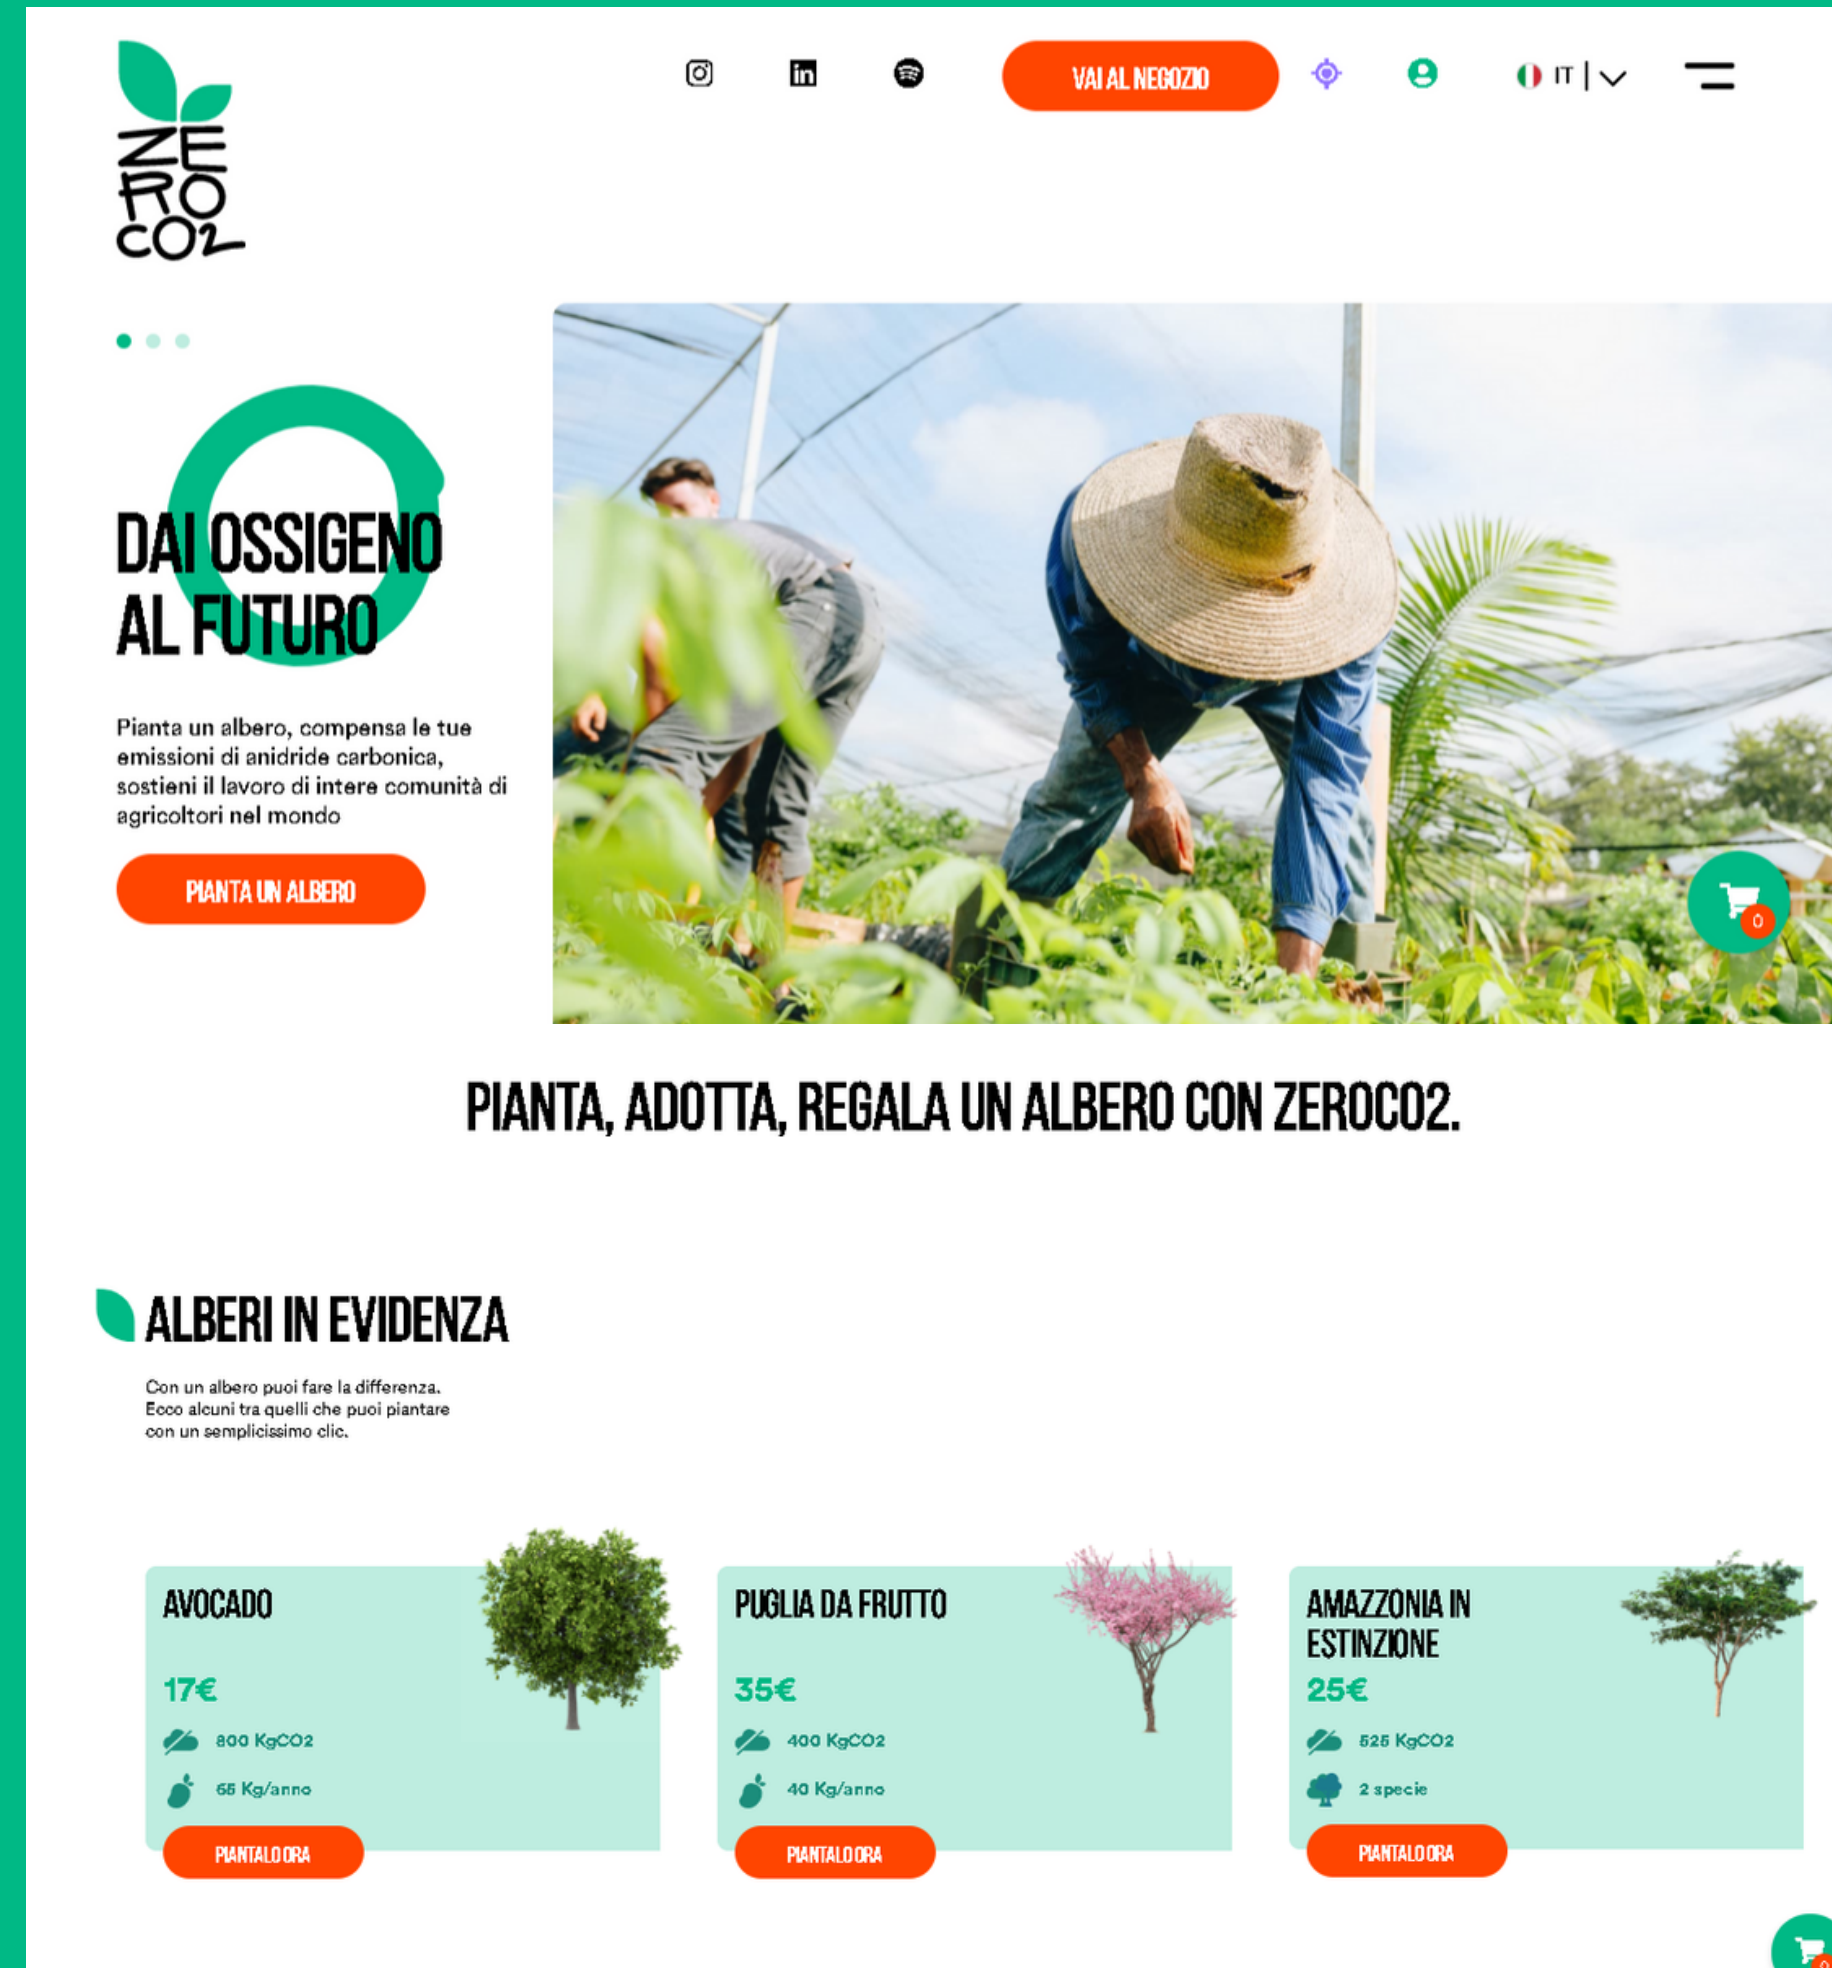 ZE
RO
CO2
VAI AL NEGOZIO
IT
DAI OSSIGENO
AL FUTURO
Pianta un albero, compensa le tue
emissioni di anidride carbonica,
sostieni il lavoro di intere comunità di
agricoltori nel mondo
PIANTA UN ALBERO
0
PIANTA, ADOTTA, REGALA UN ALBERO CON ZEROCO2.
ALBERI IN EVIDENZA
Con un albero puoi fare la differenza.
Ecco alcuni tra quelli che puoi piantare
con un semplicissimo clic.
AVOCADO
17€
800 KgCO2
65 Kg/anno
PIANTALO ORA
PUGLIA DA FRUTTO
35€
400 KgCO2
40 Kg/anno
PIANTALO ORA
AMAZZONIA IN
ESTINZIONE
25€
525 KgCO2
2 specie
PIANTALO ORA
0